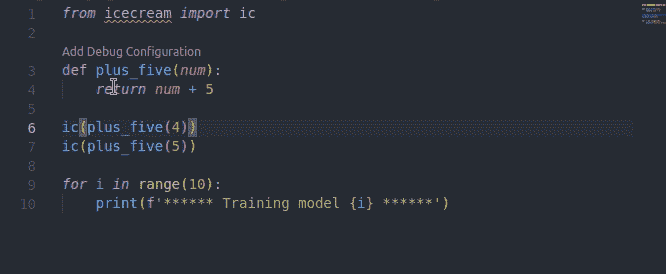 1 from icecream import ic
2
Add Debug Configuration
3 def plus_five(num):
4     return num + 5
5
6 ic(plus_five(4))
7 ic(plus_five(5))
8
9 for i in range(10):
10     print(f'****** Training model {i} ******')